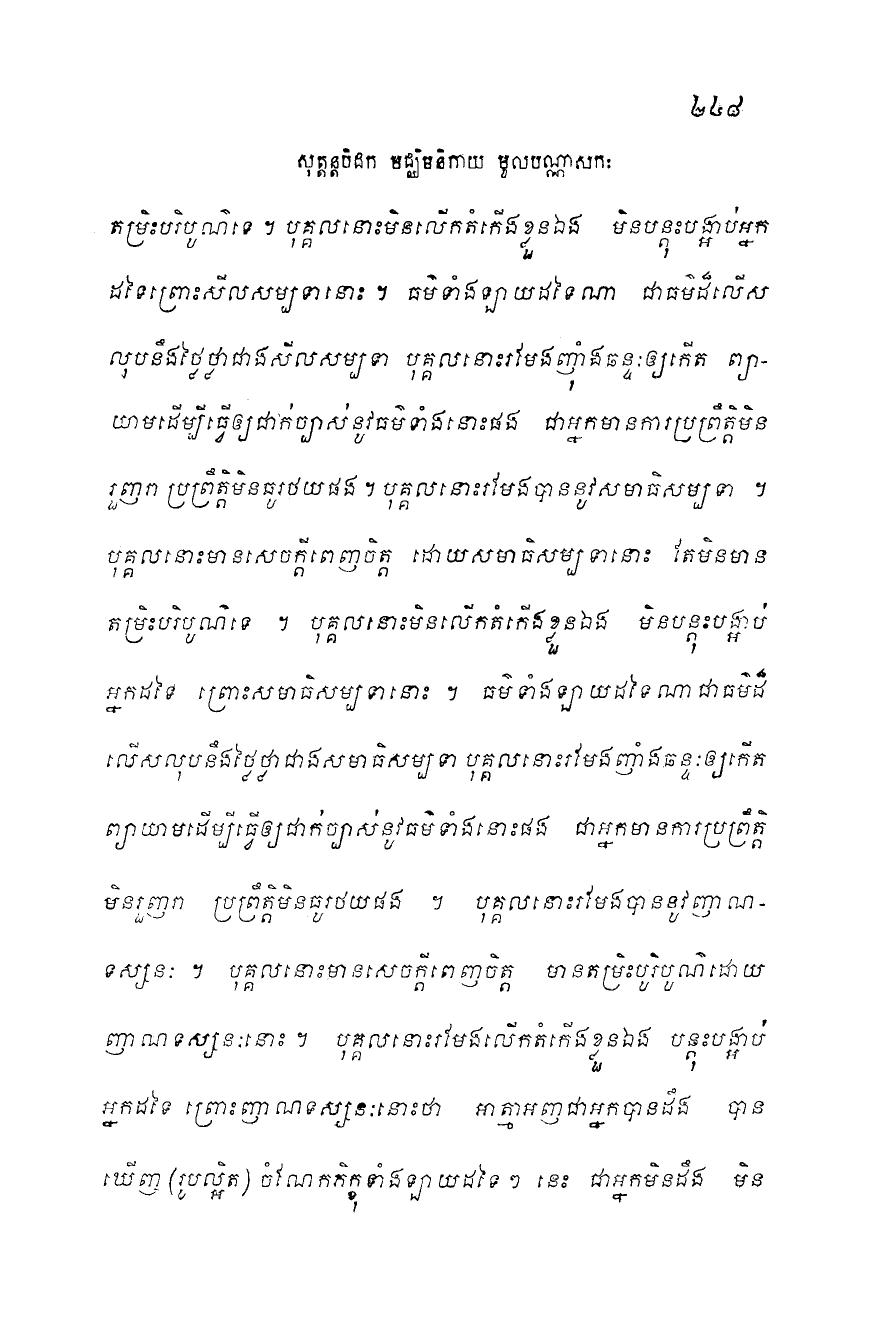 ២៤៨
សុត្តន្តបិដក មជ្ឈិមនិកាយ មូលបណ្ណាសកៈ
តម្រិះបរិបូណ៌ទេ ។ បុគ្គលនោះមិនលើកតំកើងខ្លួនឯង មិនបន្តុះបង្អាប់អ្នក
ដទៃព្រោះសីលសម្បទានោះ ។ ធម៌ទាំងឡាយដទៃណា ជាធម៌ដ៏លើស
លុបនឹងថ្លៃថ្លាជាងសីលសម្បទា បុគ្គលនោះរមែងញុំាងឆន្ទៈឲ្យកើត ព្យា-
យាមដើម្បីធ្វើឲ្យជាក់ច្បាស់នូវធម៌ទាំងនោះផង ជាអ្នកមានការប្រព្រឹត្តិមិន
រួញរា ប្រព្រឹត្តិមិនធូរថយផង ។ បុគ្គលនោះរមែងបាននូវសមាធិសម្បទា ។
បុគ្គលនោះមានសេចក្តីពេញចិត្ត ដោយសមាធិសម្បទានោះ តែមិនមាន
តម្រិះបរិបូណ៌ទេ ។ បុគ្គលនោះមិនលើកតំកើងខ្លួនឯង មិនបន្តុះបង្អាប់
អ្នកដទៃ ព្រោះសមាធិសម្បទានោះ ។ ធម៌ទាំងឡាយដទៃណាជាធម៌ដ៏
លើសលុបនឹងថ្លៃថ្លាជាងសមាធិសម្បទា បុគ្គលនោះរមែងញាំងឆន្ទៈឲ្យកើត
ព្យាយាមដើម្បីធ្វើឲ្យជាក់ច្បាស់នូវធម៌ទាំងនោះផង ជាអ្នកមានការប្រព្រឹត្តិ
មិនរួញរា ប្រព្រឹត្តិមិនធូរថយផង ។ បុគ្គលនោះរមែងបាននូវញាណ-
ទស្សនៈ ។ បុគ្គលនោះមានសេចក្តីពេញចិត្ត មានតម្រិះបូរិបូណ៌ដោយ
ញាណទស្សនៈនោះ ។ បុគ្គលនោះរមែងលើកតំកើងខ្លួនឯង បន្តុះបង្អាប់
អ្នកដទៃ ព្រោះញាណទស្សនៈនោះថា អាត្មាអញជាអ្នកបានដឹង បាន
ឃើញ (រូបល្អិត) ចំណែកភិក្ខុទាំងឡាយដទៃៗ នេះ ជាអ្នកមិនដឹង មិន